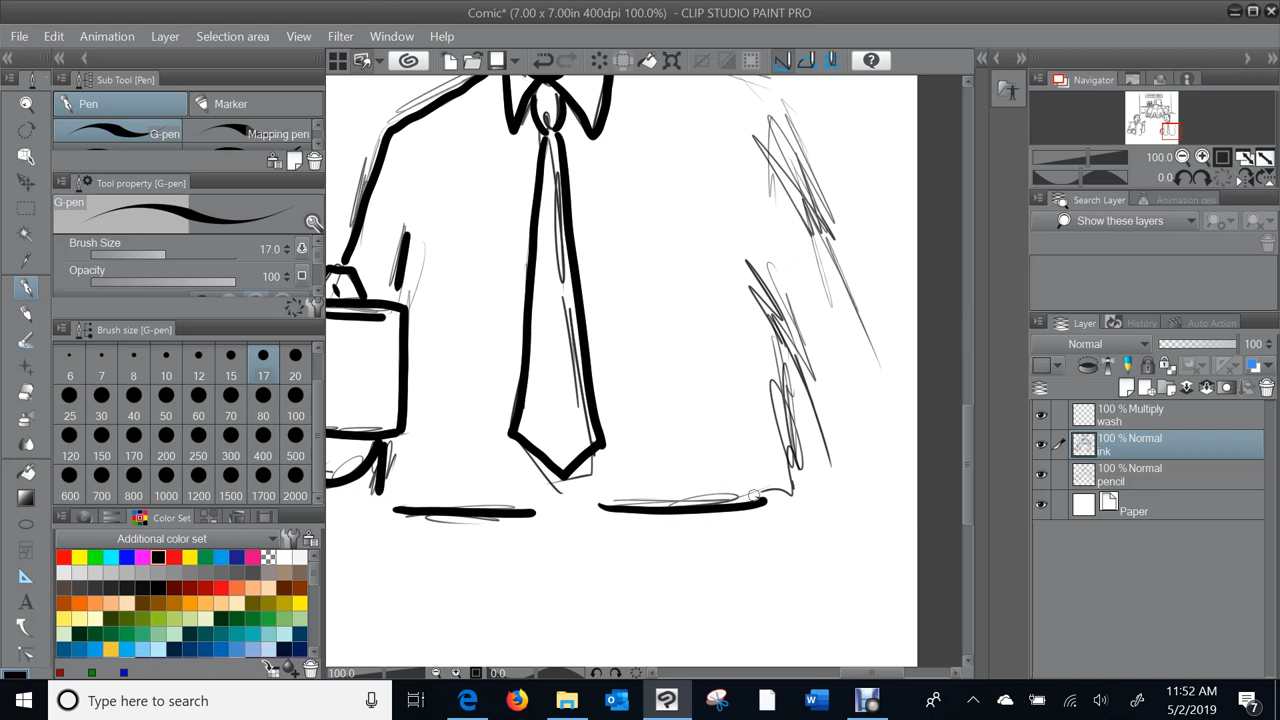 Comic* (7.00 x 7.00in 400dpi 100.0%) - CLIP STUDIO PAINT PRO
File Edit Animation Layer Selection area View Filter Window Help
Sub Tool [Pen]
Pen
Marker
G-pen
Mapping pen
Tool property [G-pen]
G-pen
Brush Size 17.0
Opacity 100
Brush size [G-pen]
6 7 8 10 12 15 17 20
25 30 40 50 60 70 80 100
120 150 170 200 250 300 400 500
600 700 800 1000 1200 1500 1700 2000
Color Set
Additional color set
100.0
0.0
Navigator
100.0
0.0
Search Layer
Animation cels
Show these layers
Layer
History
Auto Action
Normal
100
100 % Multiply
wash
100 % Normal
ink
100 % Normal
pencil
Paper
Type here to search
11:52 AM
5/2/2019
7